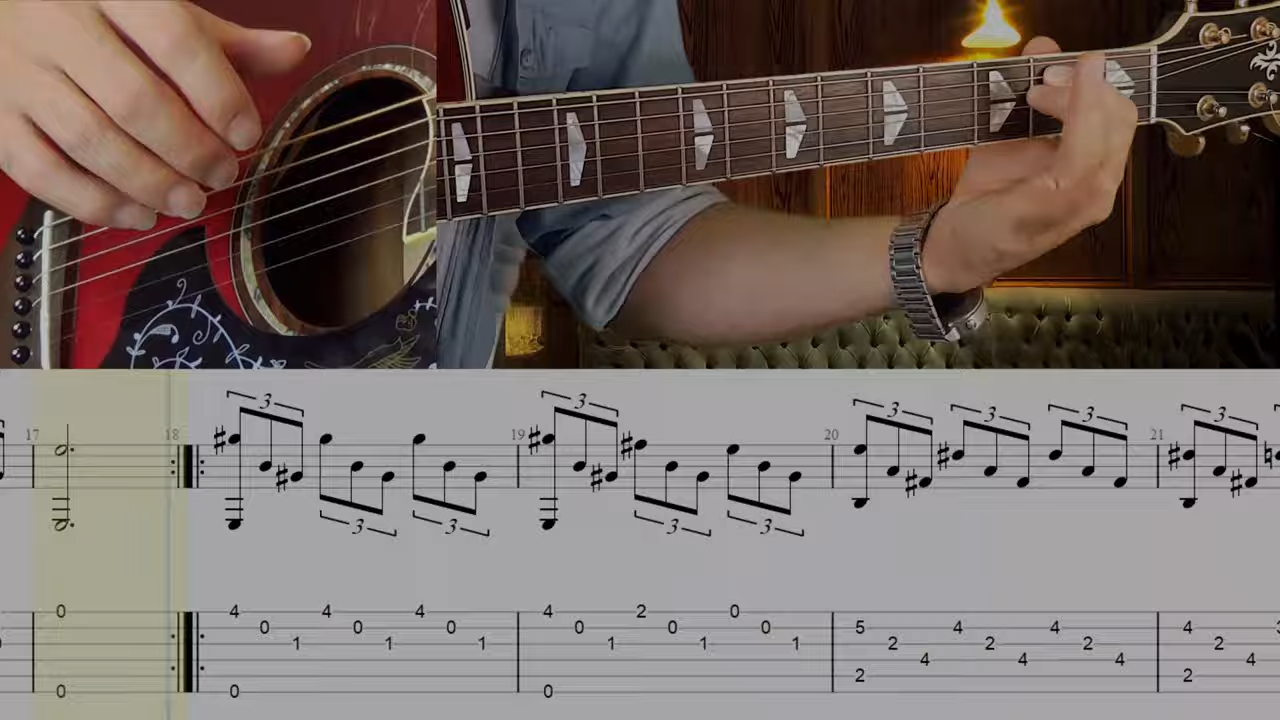 3 3 3 3 3 3
17 18 19 20 21
3 3 3 3
0 4 4 4 4 2 0
0 0 0 0 0 0 5 4 4 4
1 1 1 1 1 1 2 2 2 2
4 4 4 4
2 2
0 0 0